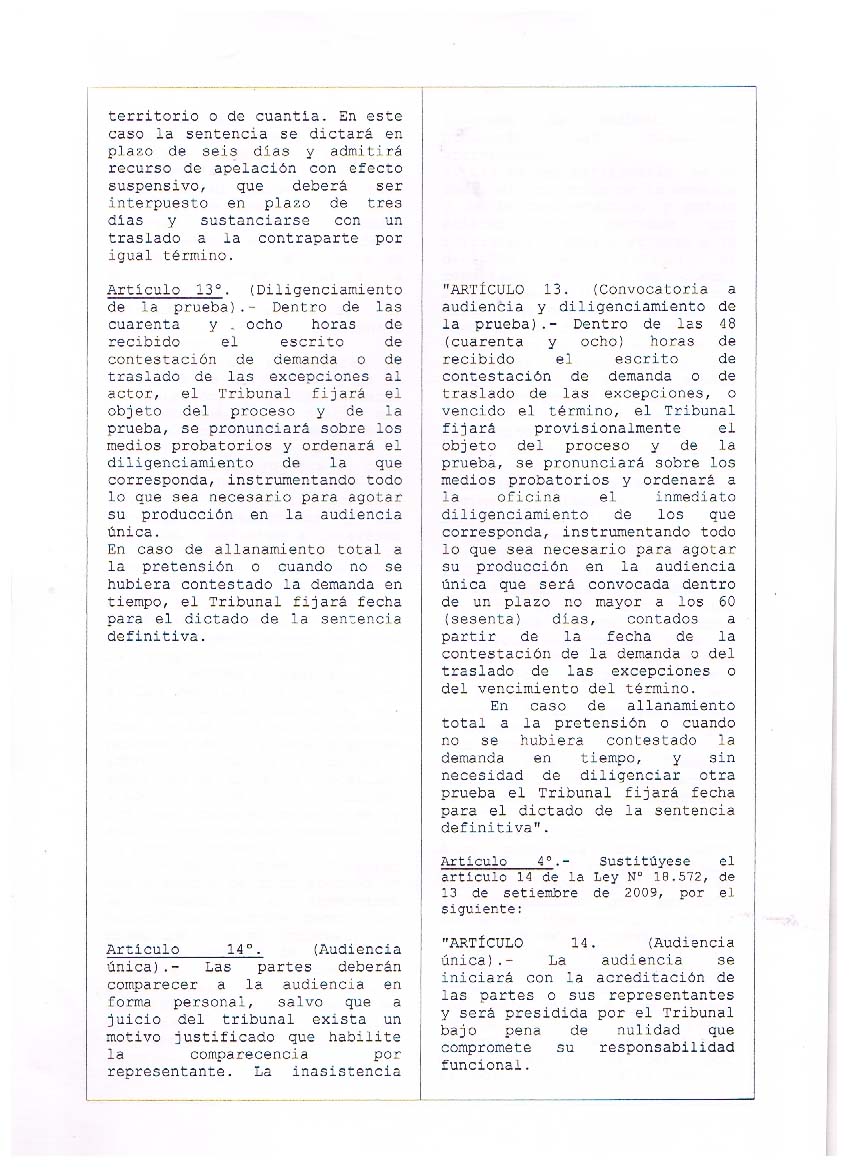 territorio o de cuantía. En este
caso la sentencia se dictará en
plazo de seis días y admitirá
recurso de apelación con efecto
suspensivo, que deberá ser
interpuesto en plazo de tres
días y sustanciarse con un
traslado a la contraparte por
igual término.
Artículo 13º. (Diligenciamiento
de la prueba).- Dentro de las
cuarenta y ocho horas de
recibido el escrito de
contestación de demanda o de
traslado de las excepciones al
actor, el Tribunal fijará el
objeto del proceso y de la
prueba, se pronunciará sobre los
medios probatorios y ordenará el
diligenciamiento de la que
corresponda, instrumentando todo
lo que sea necesario para agotar
su producción en la audiencia
única.
En caso de allanamiento total a
la pretensión o cuando no se
hubiera contestado la demanda en
tiempo, el Tribunal fijará fecha
para el dictado de la sentencia
definitiva.
Artículo 14º. (Audiencia
única).- Las partes deberán
comparecer a la audiencia en
forma personal, salvo que a
juicio del tribunal exista un
motivo justificado que habilite
la comparecencia por
representante. La inasistencia
"ARTÍCULO 13. (Convocatoria a
audiencia y diligenciamiento de
la prueba).- Dentro de las 48
(cuarenta y ocho) horas de
recibido el escrito de
contestación de demanda o de
traslado de las excepciones, o
vencido el término, el Tribunal
fijará provisionalmente el
objeto del proceso y de la
prueba, se pronunciará sobre los
medios probatorios y ordenará a
la oficina el inmediato
diligenciamiento de los que
corresponda, instrumentando todo
lo que sea necesario para agotar
su producción en la audiencia
única que será convocada dentro
de un plazo no mayor a los 60
(sesenta) días, contados a
partir de la fecha de la
contestación de la demanda o del
traslado de las excepciones o
del vencimiento del término.
En caso de allanamiento
total a la pretensión o cuando
no se hubiera contestado la
demanda en tiempo, y sin
necesidad de diligenciar otra
prueba el Tribunal fijará fecha
para el dictado de la sentencia
definitiva".
Artículo 4º.- Sustitúyese el
artículo 14 de la Ley Nº 18.572, de
13 de setiembre de 2009, por el
siguiente:
"ARTÍCULO 14. (Audiencia
única).- La audiencia se
iniciará con la acreditación de
las partes o sus representantes
y será presidida por el Tribunal
bajo pena de nulidad que
compromete su responsabilidad
funcional.